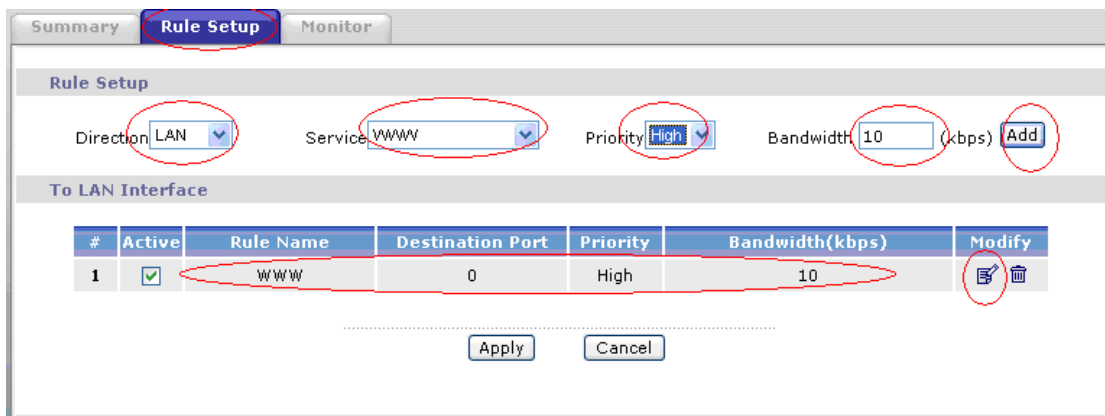 Summary Rule Setup Monitor
Rule Setup
Direction LAN Service WWW Priority High Bandwidth 10 (kbps) Add
To LAN Interface
# Active Rule Name Destination Port Priority Bandwidth(kbps) Modify
1 WWW 0 High 10
Apply Cancel